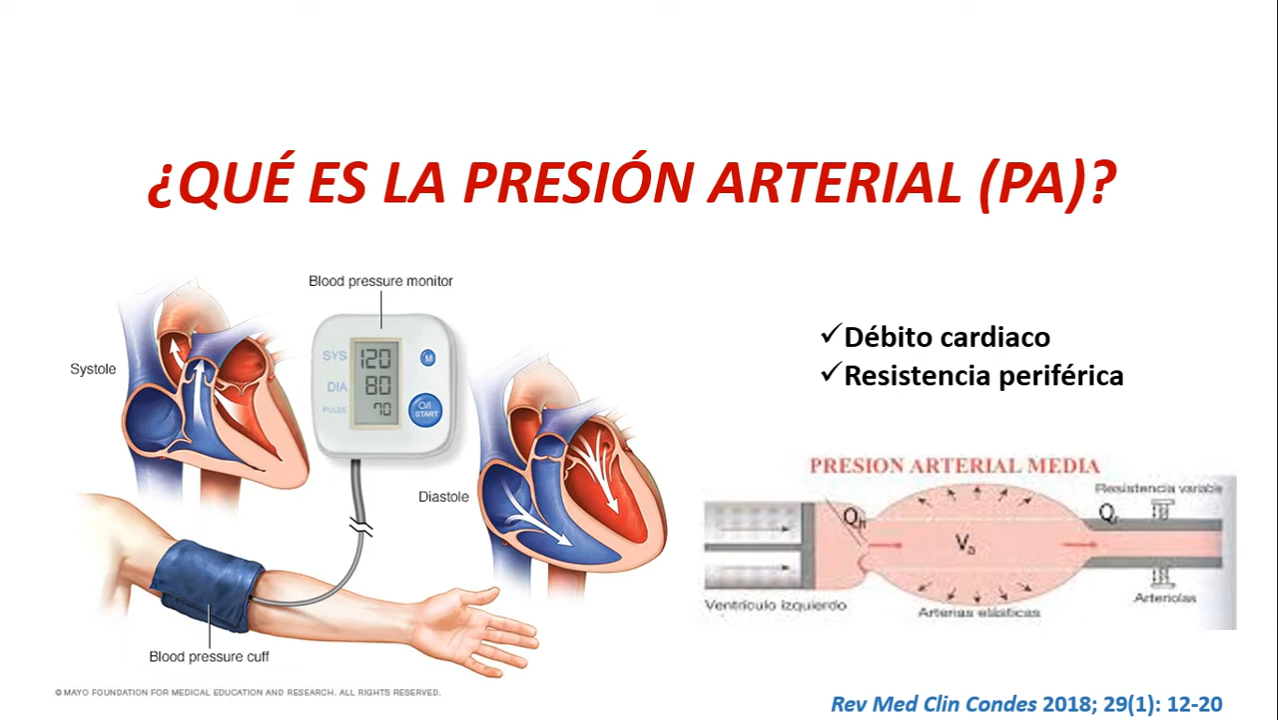 ¿QUÉ ES LA PRESIÓN ARTERIAL (PA)?
Blood pressure monitor
Systole
SYS 120
DIA 80
PULSE 70
M
O/I
START
Diastole
Blood pressure cuff
© MAYO FOUNDATION FOR MEDICAL EDUCATION AND RESEARCH. ALL RIGHTS RESERVED.
✓Débito cardiaco
✓Resistencia periférica
PRESION ARTERIAL MEDIA
Resistencia variable
Va
Ventrículo izquierdo
Arterias elásticas
Arteriolas
Rev Med Clin Condes 2018; 29(1): 12-20